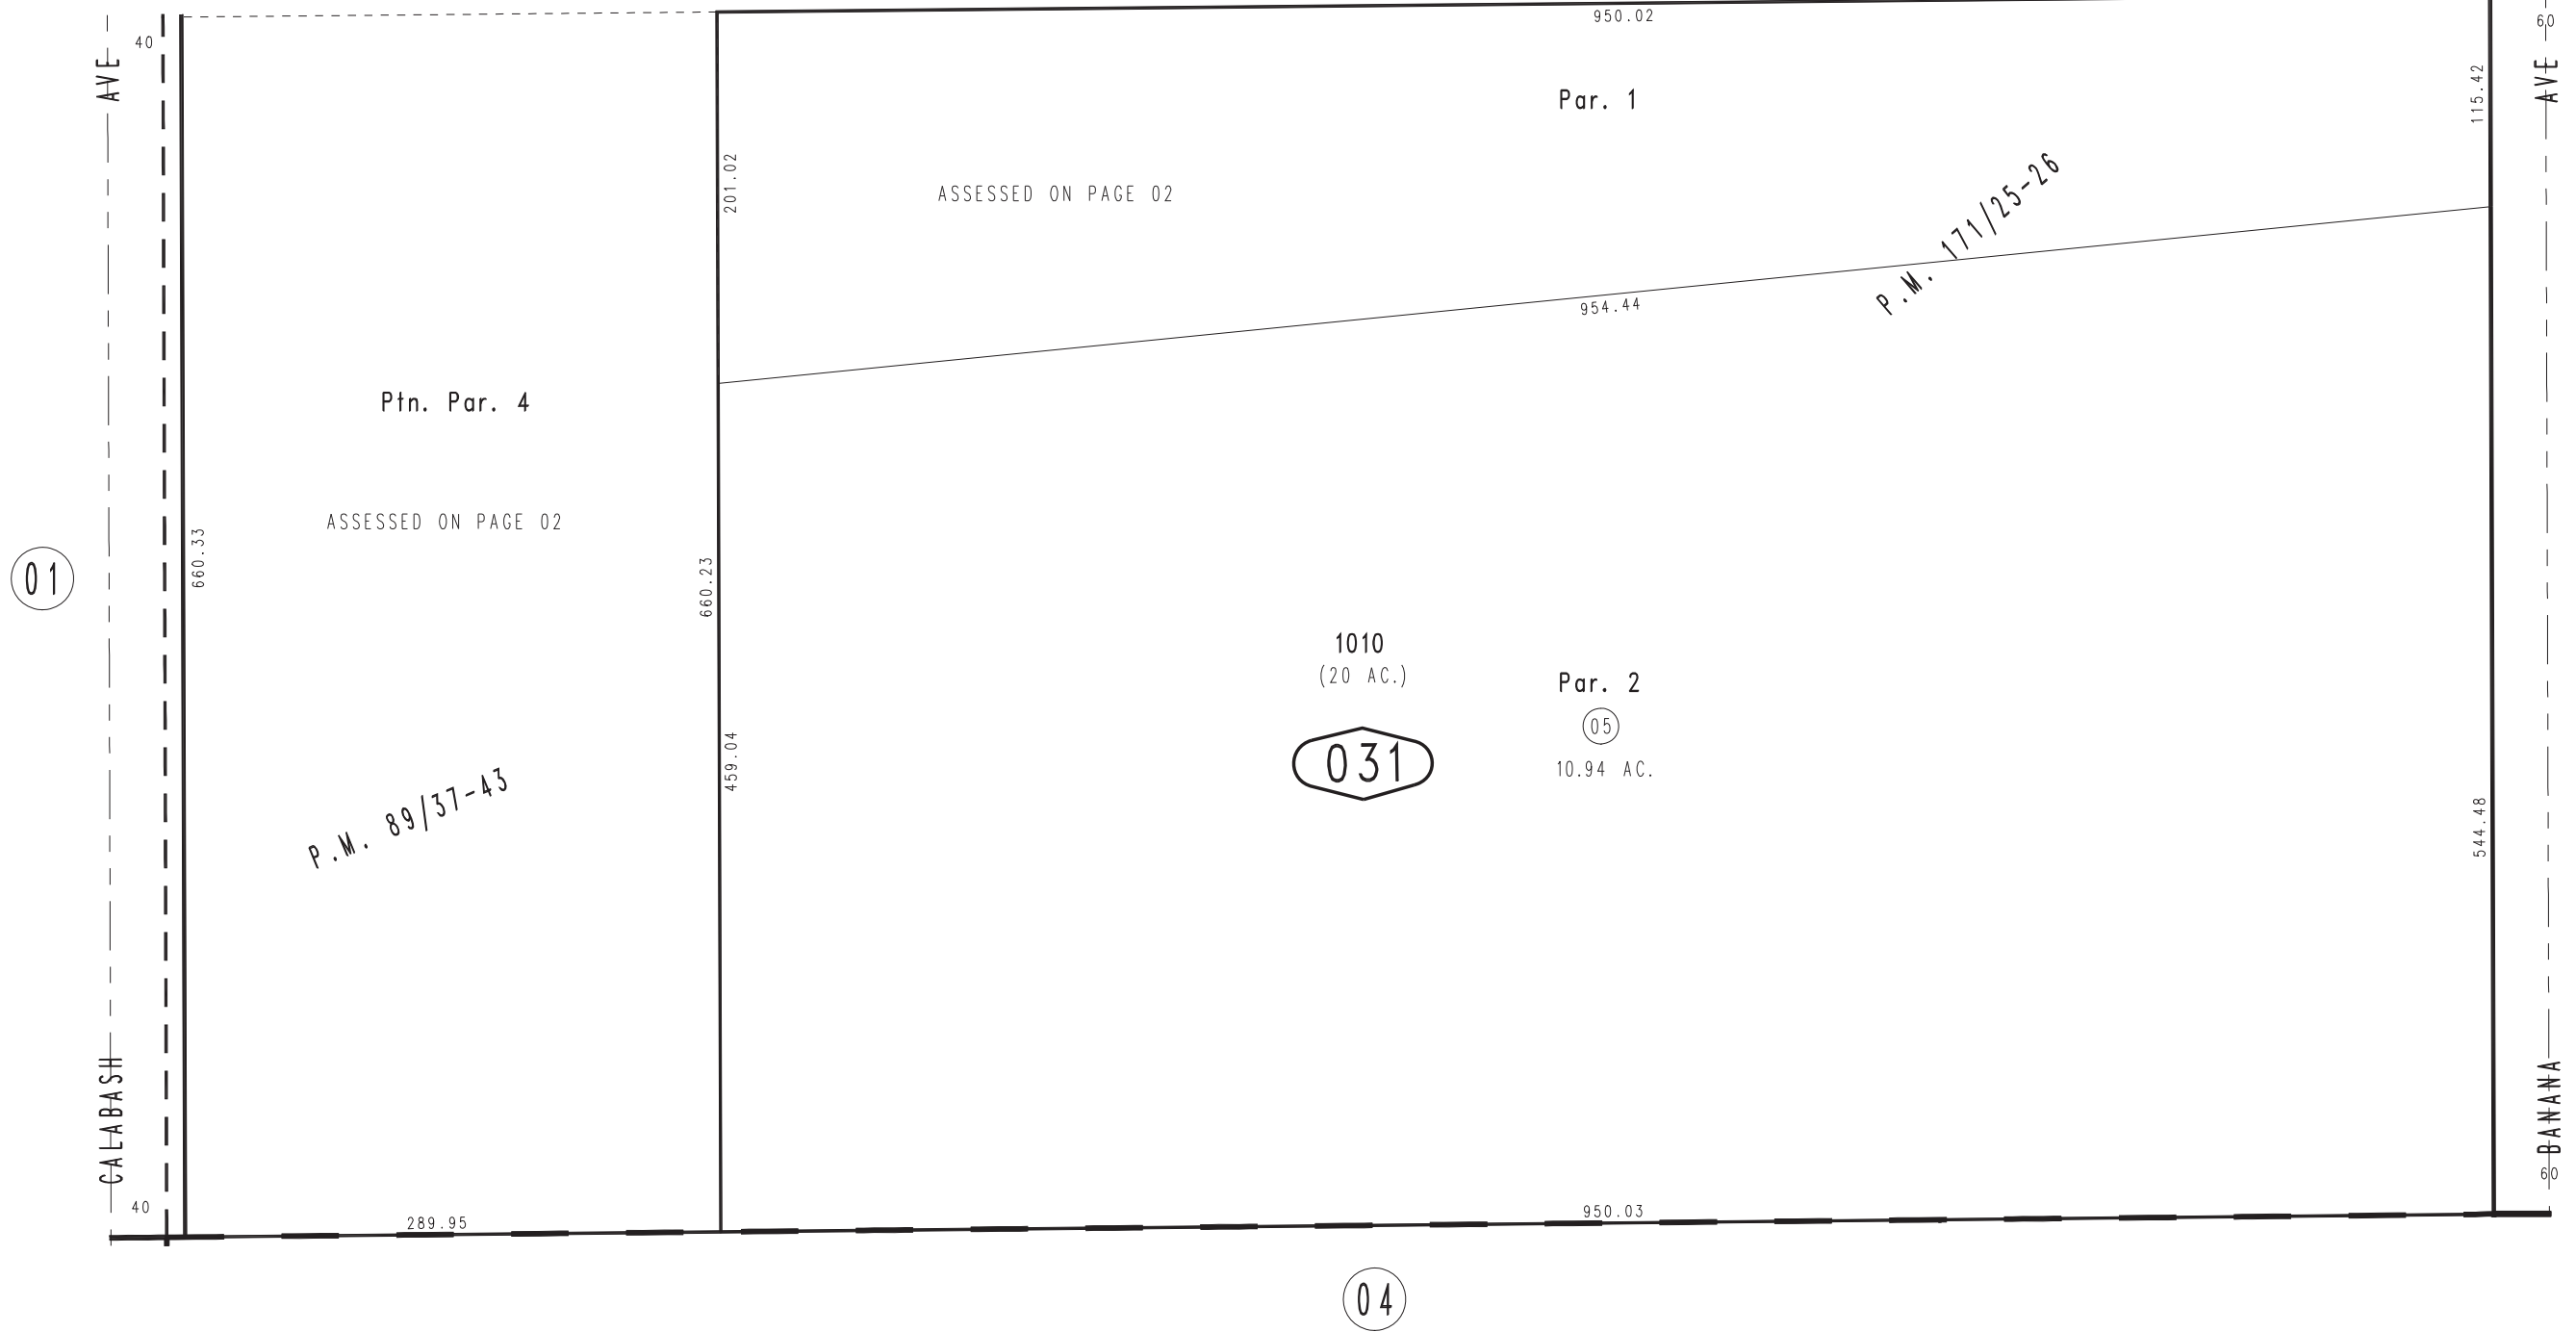 950.02
60
40
AVE
AVE
115.42
Par. 1
201.02
ASSESSED ON PAGE 02
P.M. 171/25-26
954.44
Ptn. Par. 4
ASSESSED ON PAGE 02
660.33
660.23
01
1010
(20 AC.)
Par. 2
05
031
10.94 AC.
459.04
P.M. 89/37-43
544.48
CALABASH
BANANA
60
40
289.95
950.03
04